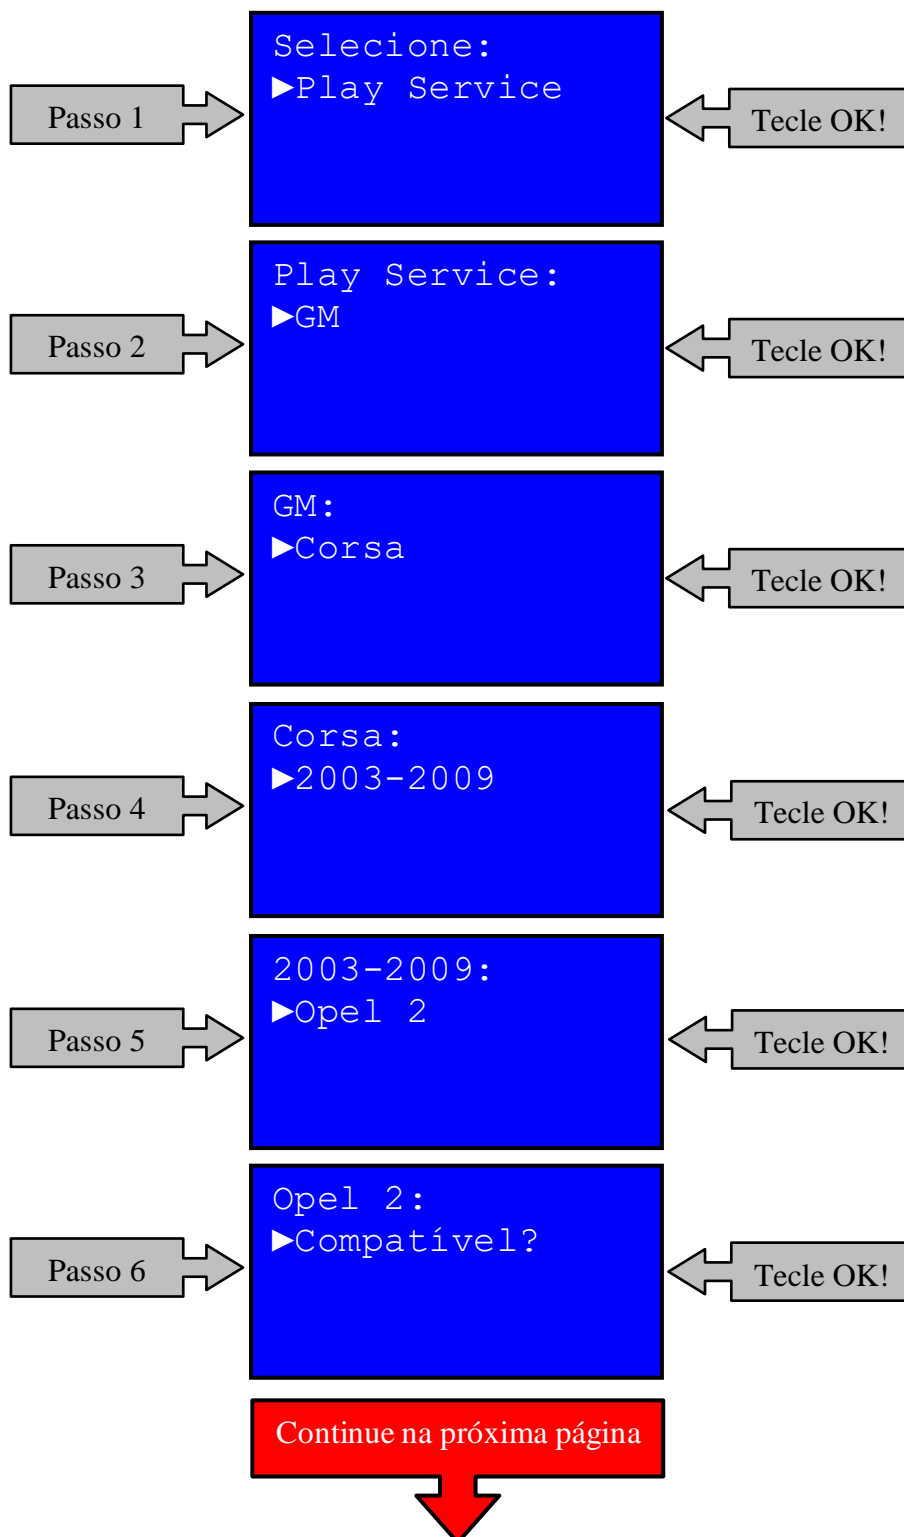 Selecione:
►Play Service
Passo 1
Tecle OK!
Play Service:
►GM
Passo 2
Tecle OK!
GM:
►Corsa
Passo 3
Tecle OK!
Corsa:
►2003-2009
Passo 4
Tecle OK!
2003-2009:
►Opel 2
Passo 5
Tecle OK!
Opel 2:
►Compatível?
Passo 6
Tecle OK!
Continue na próxima página